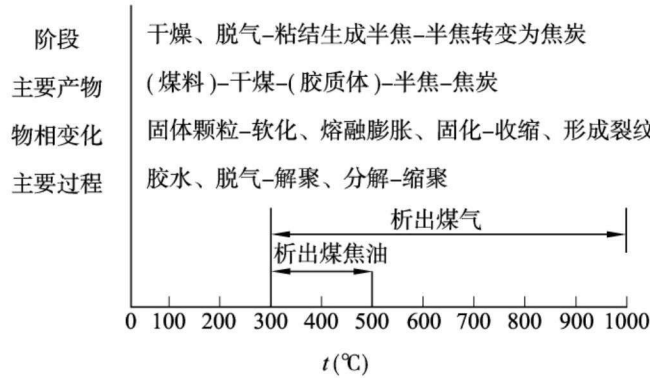 阶段 干燥、脱气-粘结生成半焦-半焦转变为焦炭
主要产物 (煤料)-干煤-(胶质体)-半焦-焦炭
物相变化 固体颗粒-软化、熔融膨胀、固化-收缩、形成裂纹
主要过程 胶水、脱气-解聚、分解-缩聚
析出煤气
析出煤焦油
0 100 200 300 400 500 600 700 800 900 1000
t(℃)